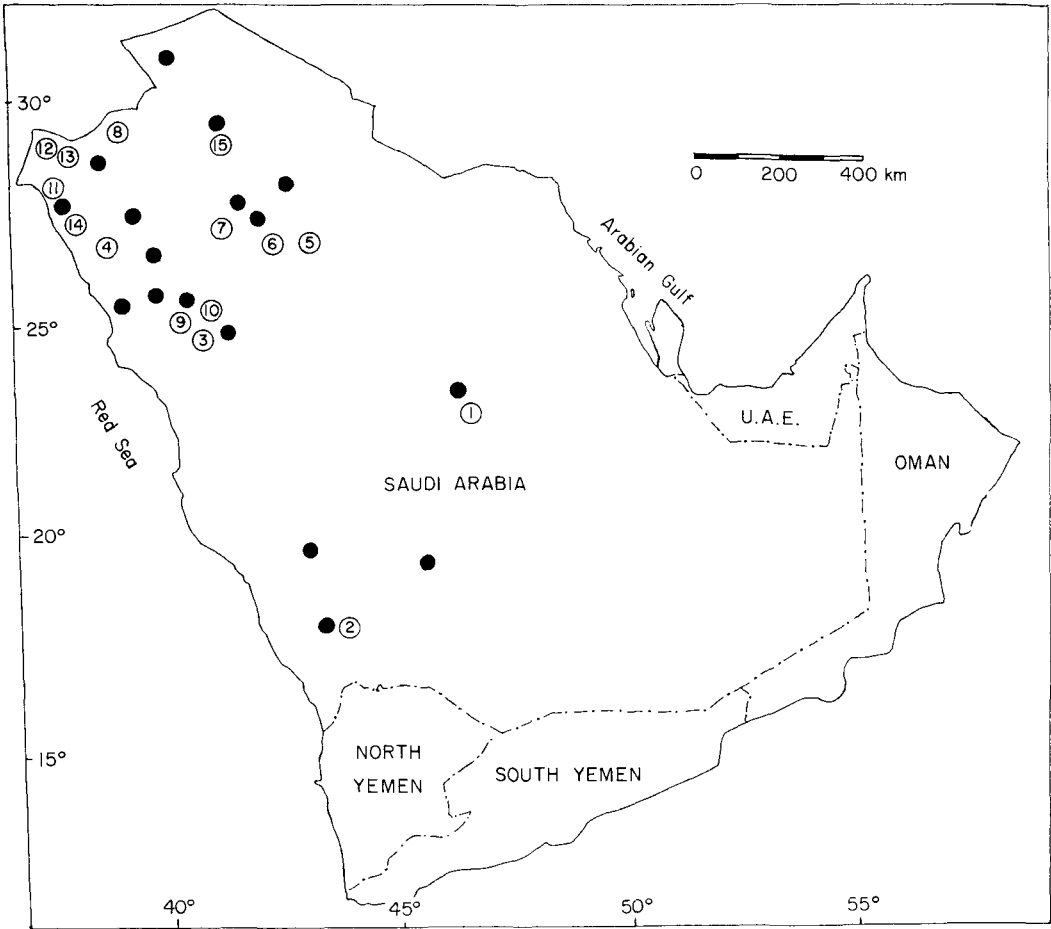 30°
⑧
⑫
⑬
⑮
0 200 400 km
⑪
⑭
④
⑦
⑥
⑤
Arabian Gulf
⑩
⑨
③
25°
Red Sea
①
U.A.E.
OMAN
SAUDI ARABIA
20°
②
NORTH
YEMEN
SOUTH YEMEN
15°
40° 45° 50° 55°